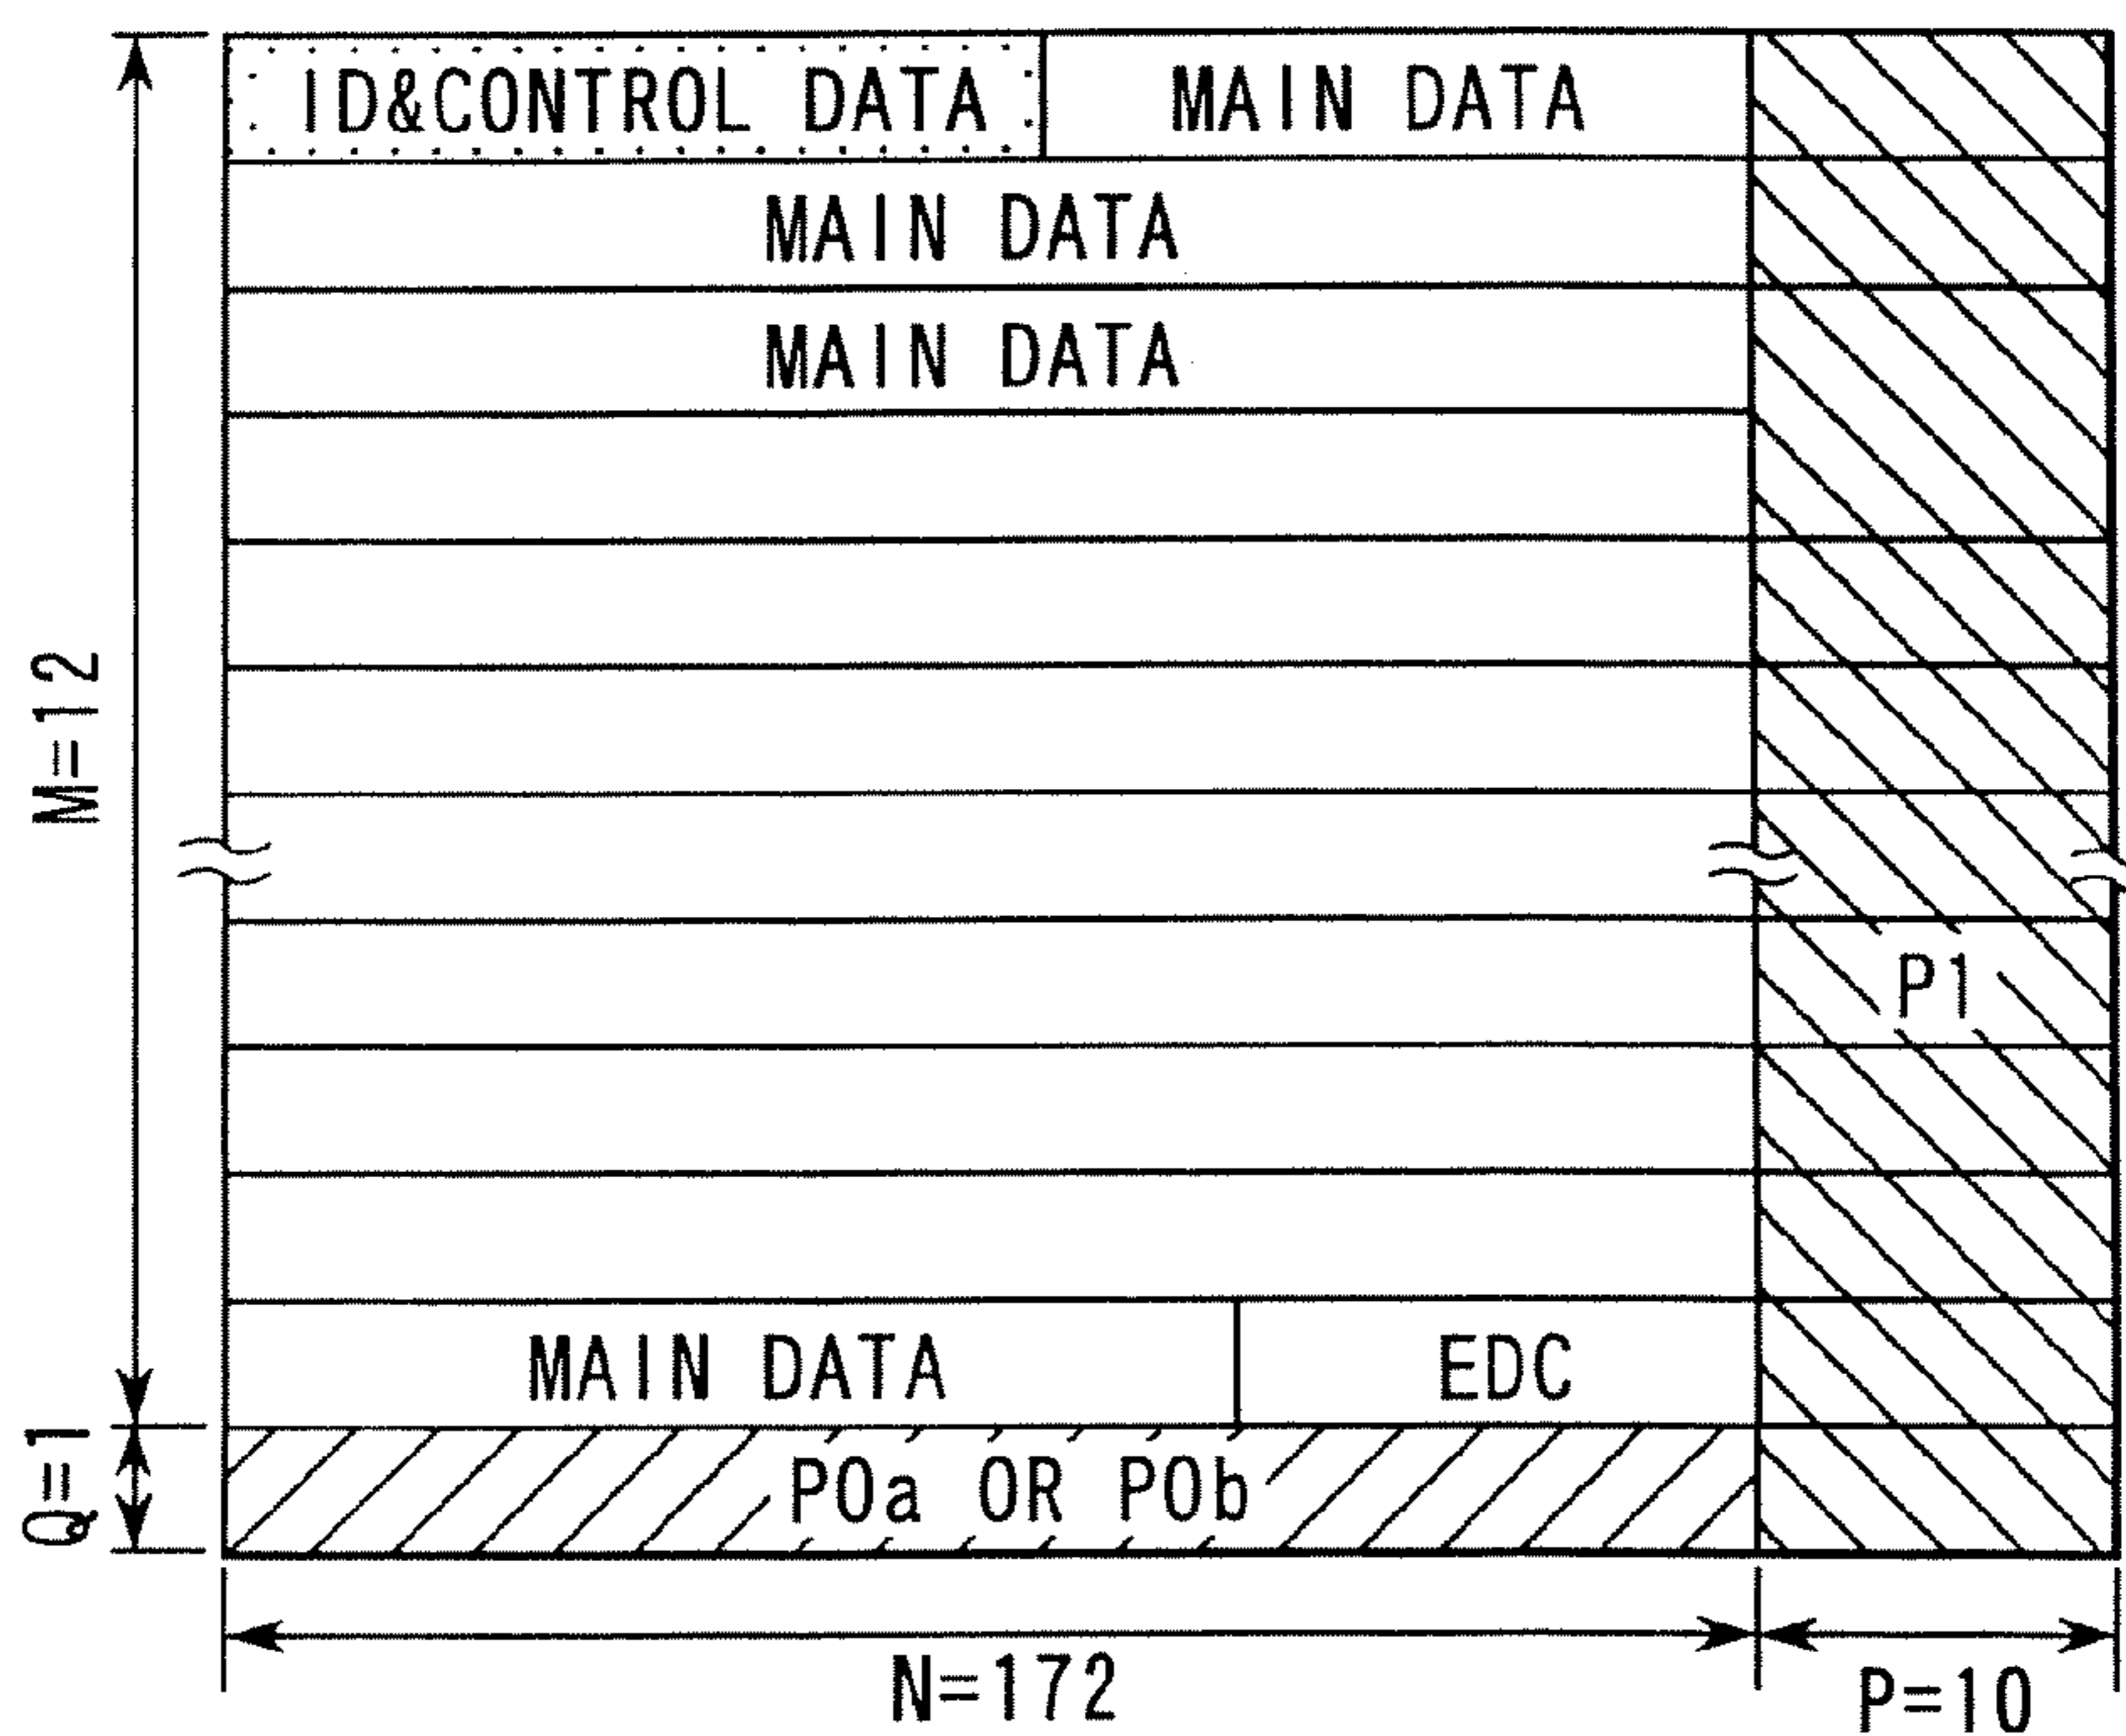 ID&CONTROL DATA MAIN DATA
MAIN DATA
MAIN DATA
M=12
P1
MAIN DATA EDC
Q=1
POa OR POb
N=172
P=10